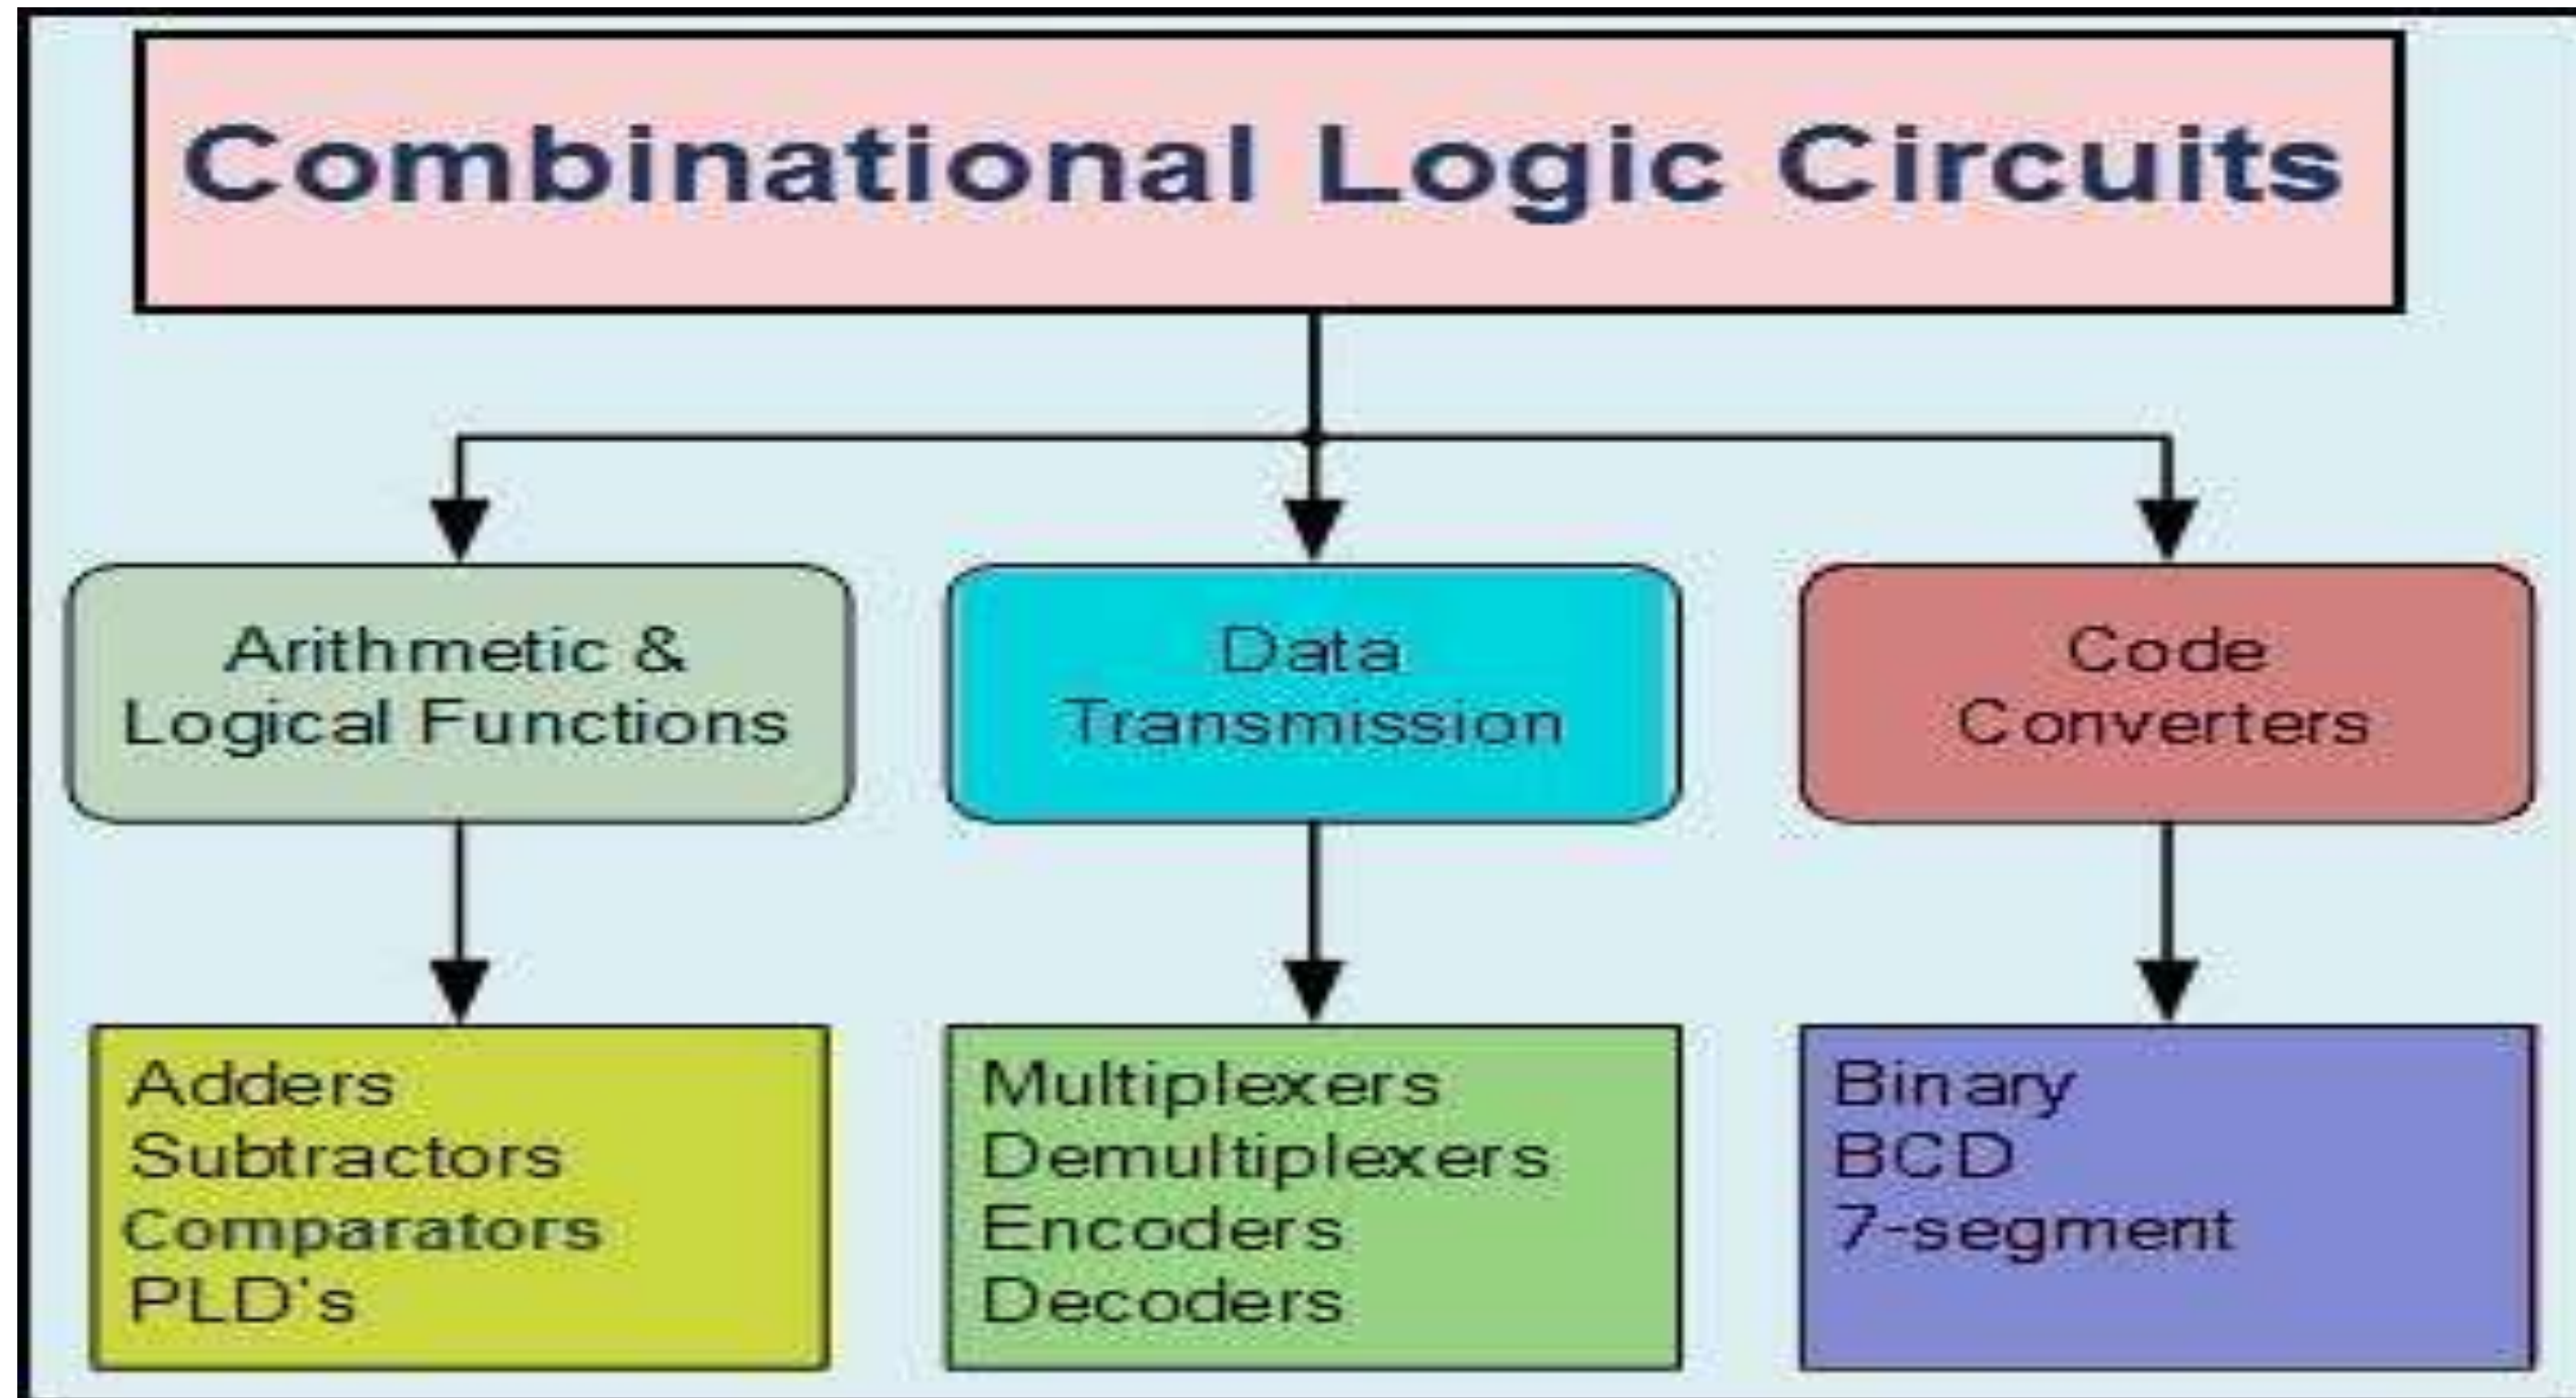 Combinational Logic Circuits
Arithmetic &
Logical Functions
Data
Transmission
Code
Converters
Adders
Subtractors
Comparators
PLD's
Multiplexers
Demultiplexers
Encoders
Decoders
Binary
BCD
7-segment